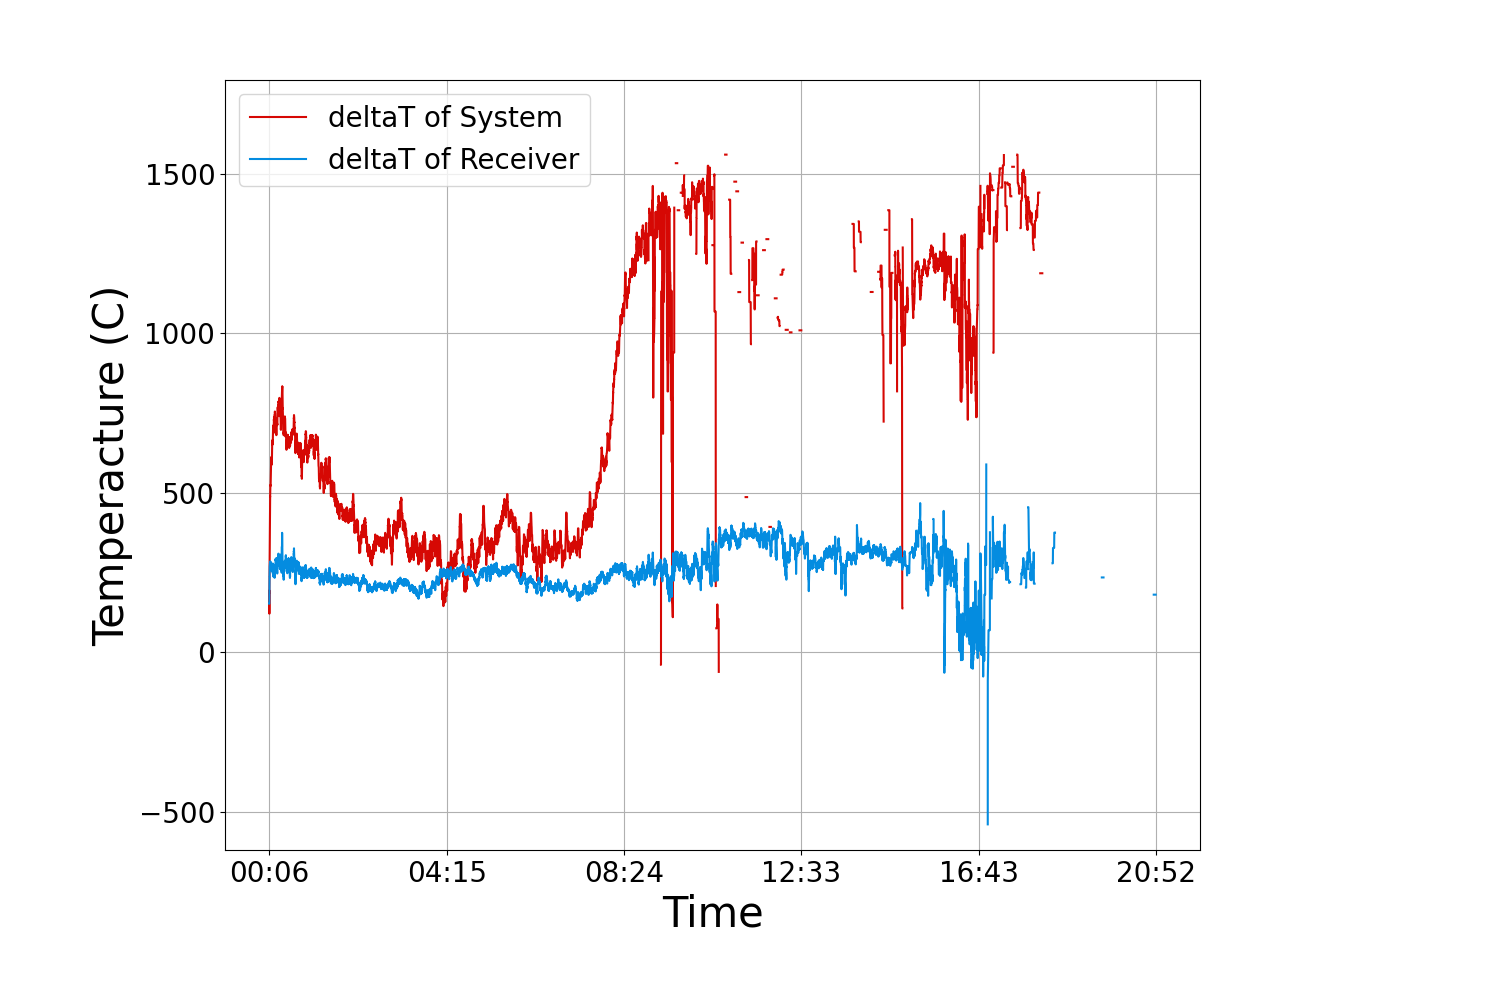 deltaT of System
deltaT of Receiver
1500
1000
500
0
−500
Temperacture (C)
00:06 04:15 08:24 12:33 16:43 20:52
Time